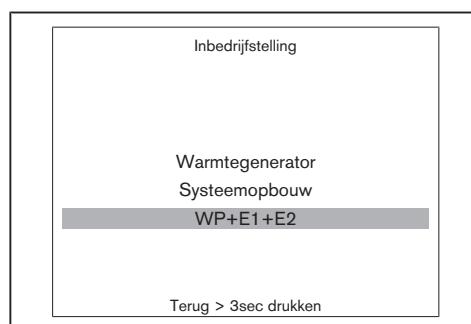 Inbedrijfstelling
Warmtegenerator
Systeemopbouw
WP+E1+E2
Terug > 3sec drukken